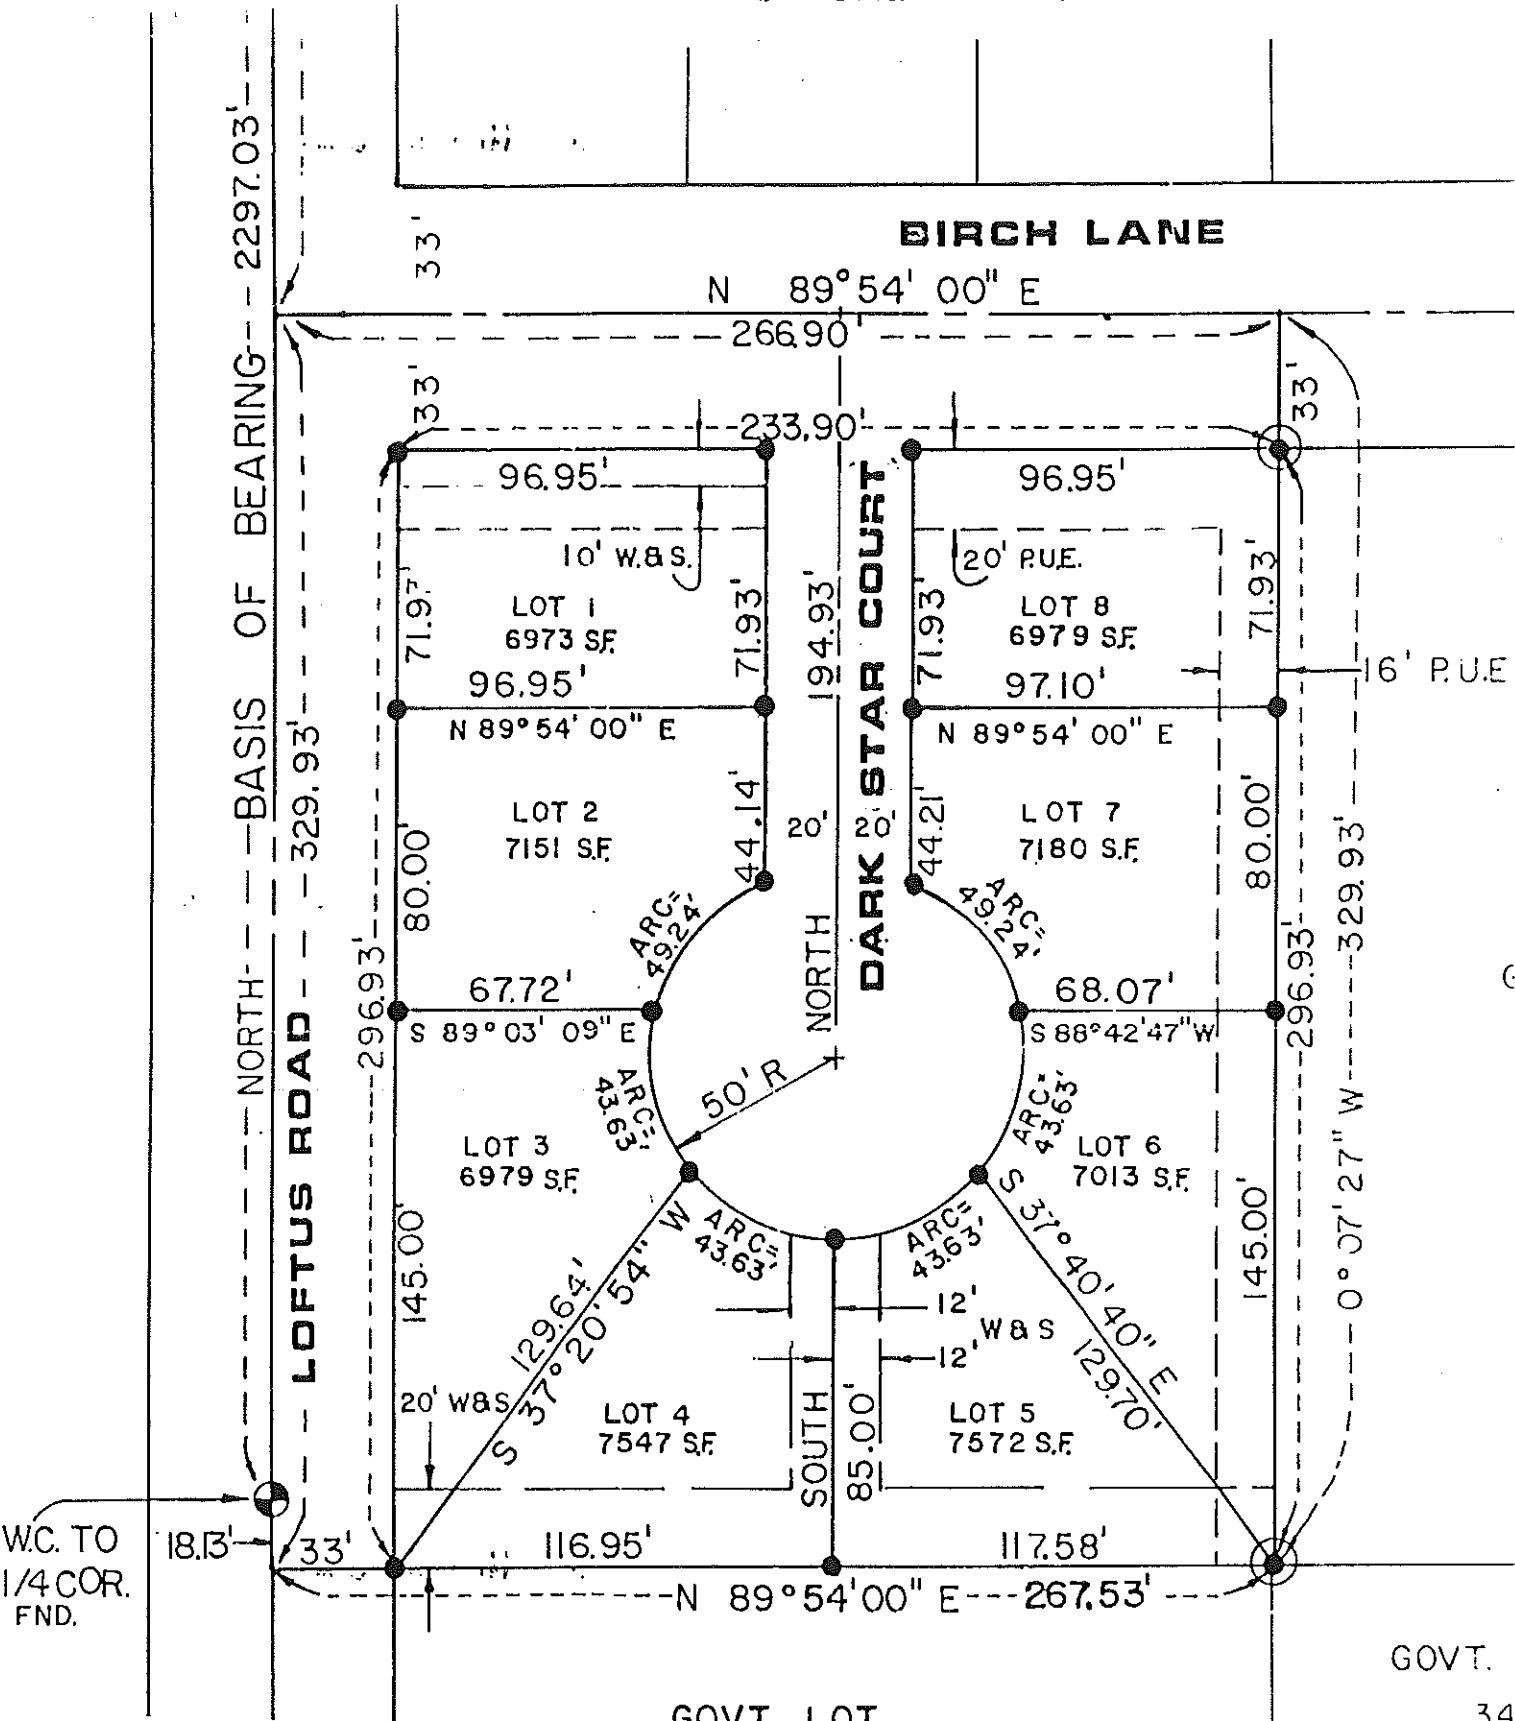 BIRCH LANE
33'
N 89°54' 00" E
266.90'
33'
33'
233.90'
96.95'
96.95'
10' W.&S.
20' P.U.E.
71.93'
LOT 1
6973 S.F.
71.93'
194.93'
71.93'
LOT 8
6979 S.F.
71.93'
16' P.U.E
96.95'
N 89°54' 00" E
97.10'
N 89°54' 00" E
NORTH
BASIS OF BEARING
2297.03'
329.93'
LOFTUS ROAD
296.93'
80.00'
LOT 2
7151 S.F.
44.14'
20'
20'
DARK STAR COURT
44.21'
LOT 7
7180 S.F.
80.00'
ARC=
49.24'
ARC=
49.24'
NORTH
67.72'
S 89°03' 09" E
68.07'
S 88°42'47" W
296.93'
0°07'27" W
329.93'
50' R
ARC=
43.63'
ARC=
43.63'
LOT 3
6979 S.F.
LOT 6
7013 S.F.
145.00'
129.64'
S 37°20'54" W
ARC=
43.63'
ARC=
43.63'
S 37°40'40" E
129.70'
145.00'
12'
W & S
12'
20' W&S
LOT 4
7547 S.F.
SOUTH
85.00'
LOT 5
7572 S.F.
W.C. TO
1/4 COR.
FND.
18.13'
33'
116.95'
117.58'
N 89°54'00" E
267.53'
GOVT.
34
GOVT. LOT